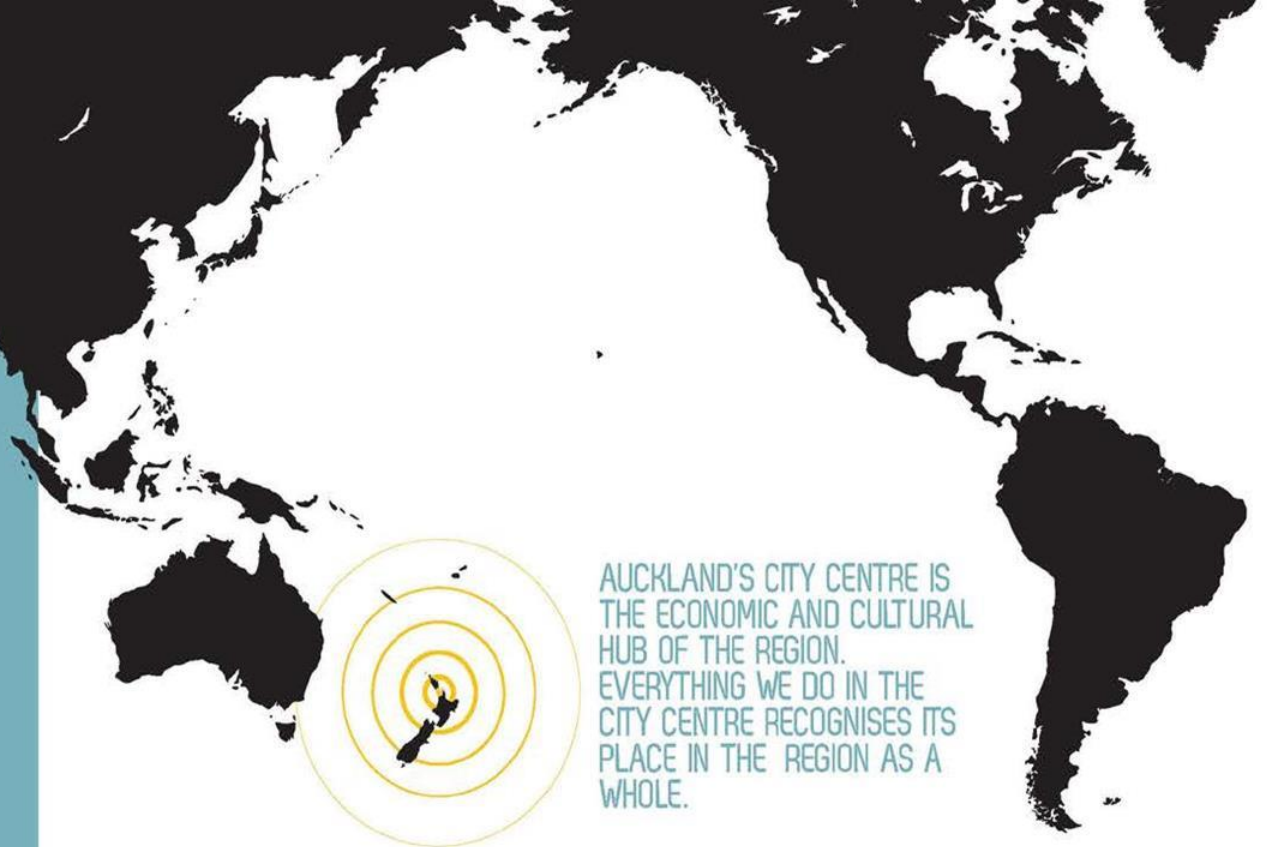 AUCKLAND'S CITY CENTRE IS
THE ECONOMIC AND CULTURAL
HUB OF THE REGION.
EVERYTHING WE DO IN THE
CITY CENTRE RECOGNISES ITS
PLACE IN THE REGION AS A
WHOLE.